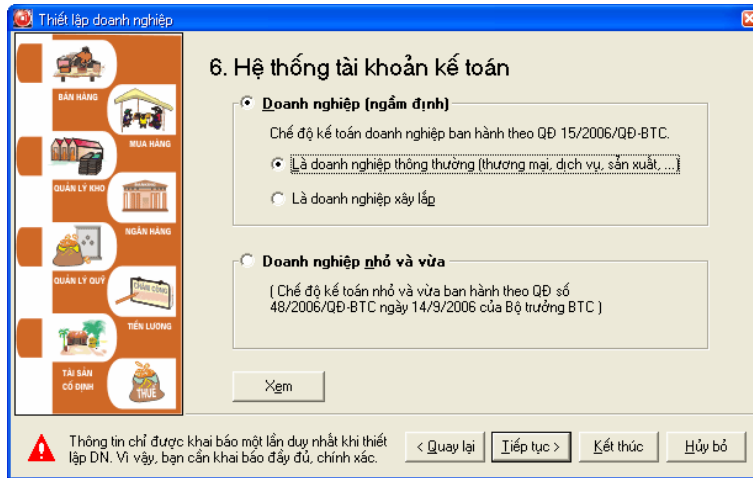 Thiết lập doanh nghiệp
BÁN HÀNG
MUA HÀNG
QUẢN LÝ KHO
NGÂN HÀNG
QUẢN LÝ QUỸ
CHẤM CÔNG
TIỀN LƯƠNG
TÀI SẢN
CỐ ĐỊNH
THUẾ
6. Hệ thống tài khoản kế toán
Doanh nghiệp (ngầm định)
Chế độ kế toán doanh nghiệp ban hành theo QĐ 15/2006/QĐ-BTC.
Là doanh nghiệp thông thường (thương mại, dịch vụ, sản xuất, ...)
Là doanh nghiệp xây lắp
Doanh nghiệp nhỏ và vừa
( Chế độ kế toán nhỏ và vừa ban hành theo QĐ số
48/2006/QĐ-BTC ngày 14/9/2006 của Bộ trưởng BTC )
Xem
Thông tin chỉ được khai báo một lần duy nhất khi thiết
lập DN. Vì vậy, bạn cần khai báo đầy đủ, chính xác.
< Quay lại
Tiếp tục >
Kết thúc
Hủy bỏ